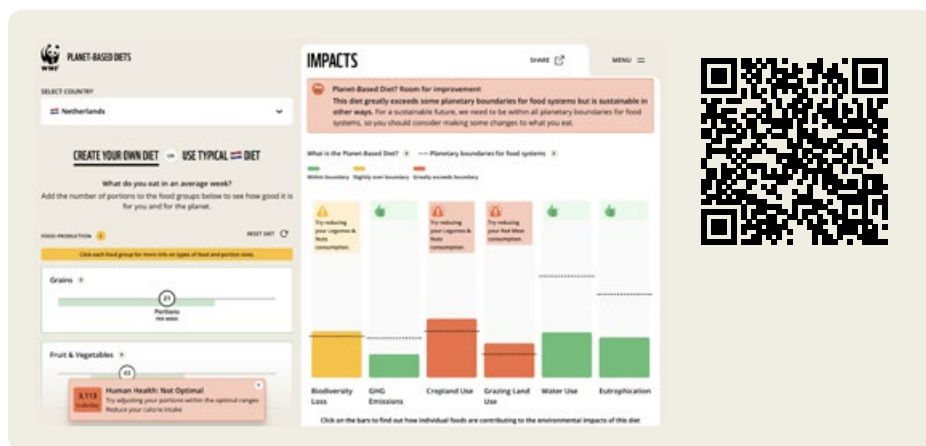 WWF
PLANET-BASED DIETS
SELECT COUNTRY
Netherlands
CREATE YOUR OWN DIET OR USE TYPICAL DIET
What do you eat in an average week?
Add the number of portions to the food groups below to see how good it is
for you and for the planet.
FOOD PRODUCTION
RESET DIET
Click each food group for more info on types of food and portion sizes.
Grains
21
Portions
PER WEEK
Fruit & Vegetables
43
3,113
kcal/day
Human Health: Not Optimal
Try adjusting your portions within the optimal ranges
Reduce your calorie intake
IMPACTS
SHARE
MENU
Planet-Based Diet? Room for improvement
This diet greatly exceeds some planetary boundaries for food systems but is sustainable in
other ways. For a sustainable future, we need to be within all planetary boundaries for food
systems, so you should consider making some changes to what you eat.
What is the Planet-Based Diet?
Planetary boundaries for food systems
Within boundary
Slightly over boundary
Greatly exceeds boundary
Try reducing
your Legumes &
Nuts
consumption.
Try reducing
your Legumes &
Nuts
consumption.
Try reducing
your Red Meat
consumption.
Biodiversity
Loss
GHG
Emissions
Cropland Use
Grazing Land
Use
Water Use
Eutrophication
Click on the bars to find out how individual foods are contributing to the environmental impacts of this diet